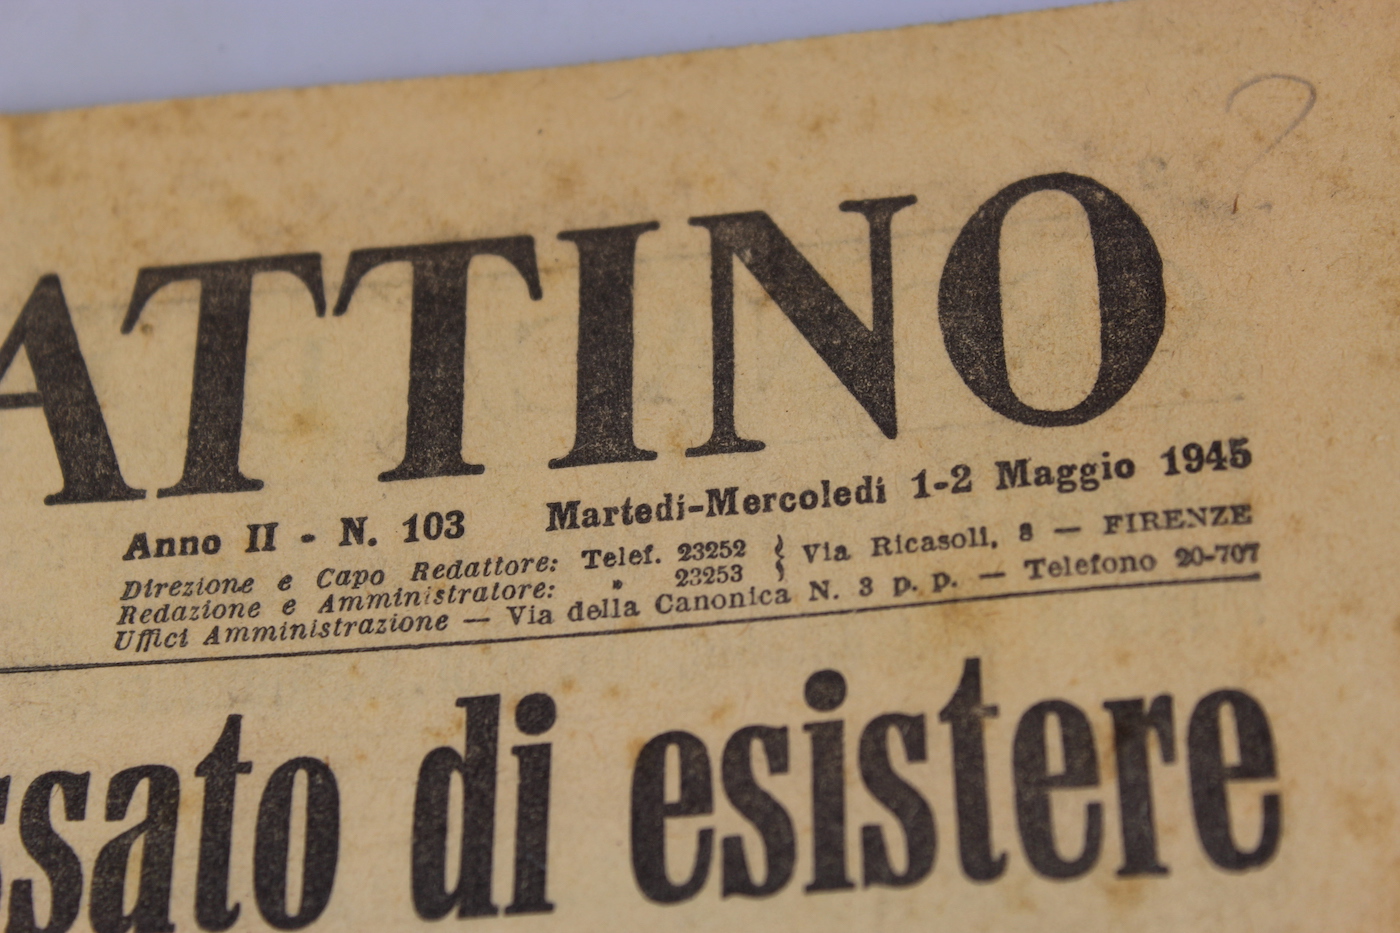 ATTINO
Anno II - N. 103 Martedì-Mercoledì 1-2 Maggio 1945
Direzione e Capo Redattore: Telef. 23252 } Via Ricasoli, 8 — FIRENZE
Redazione e Amministratore: » 23253
Uffici Amministrazione — Via della Canonica N. 3 p. p. — Telefono 20-707
ssato di esistere